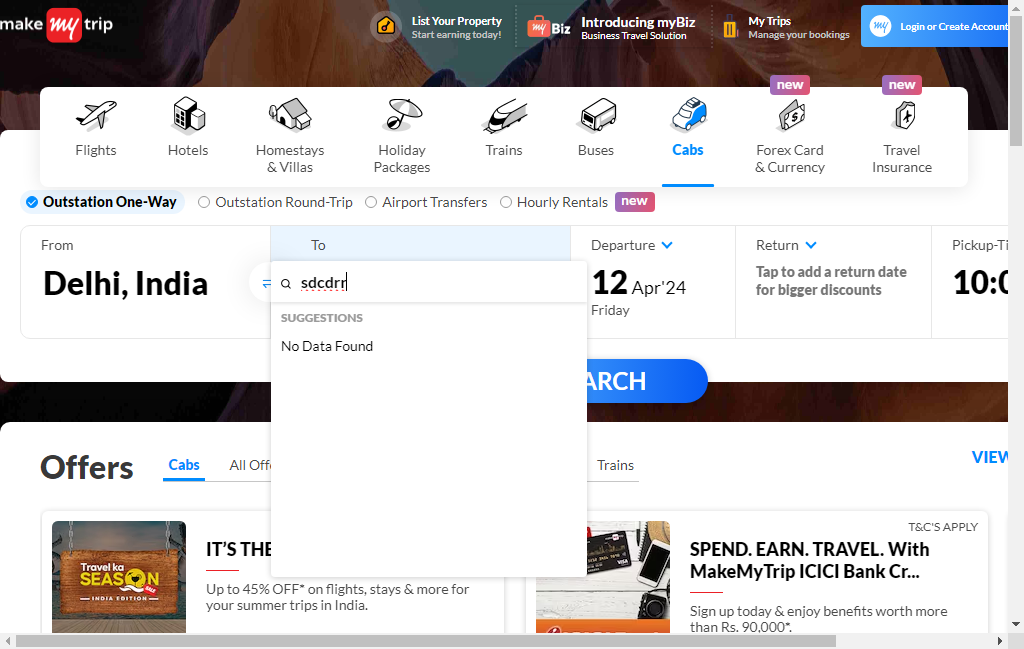 make my trip
List Your Property
Start earning today!
my Biz
Introducing myBiz
Business Travel Solution
My Trips
Manage your bookings
my
Login or Create Account
new
new
Flights
Hotels
Homestays
& Villas
Holiday
Packages
Trains
Buses
Cabs
Forex Card
& Currency
Travel
Insurance
Outstation One-Way
Outstation Round-Trip
Airport Transfers
Hourly Rentals
new
From
Delhi, India
To
sdcdrr
SUGGESTIONS
No Data Found
Departure
12 Apr'24
Friday
Return
Tap to add a return date
for bigger discounts
Pickup-Ti
10:0
ARCH
Offers
Cabs
All Offe
Trains
VIEW
Travel ka
SEASON
SALE
INDIA EDITION
IT'S THE
Up to 45% OFF* on flights, stays & more for
your summer trips in India.
T&C'S APPLY
SPEND. EARN. TRAVEL. With
MakeMyTrip ICICI Bank Cr...
Sign up today & enjoy benefits worth more
than Rs. 90,000*.
VISA